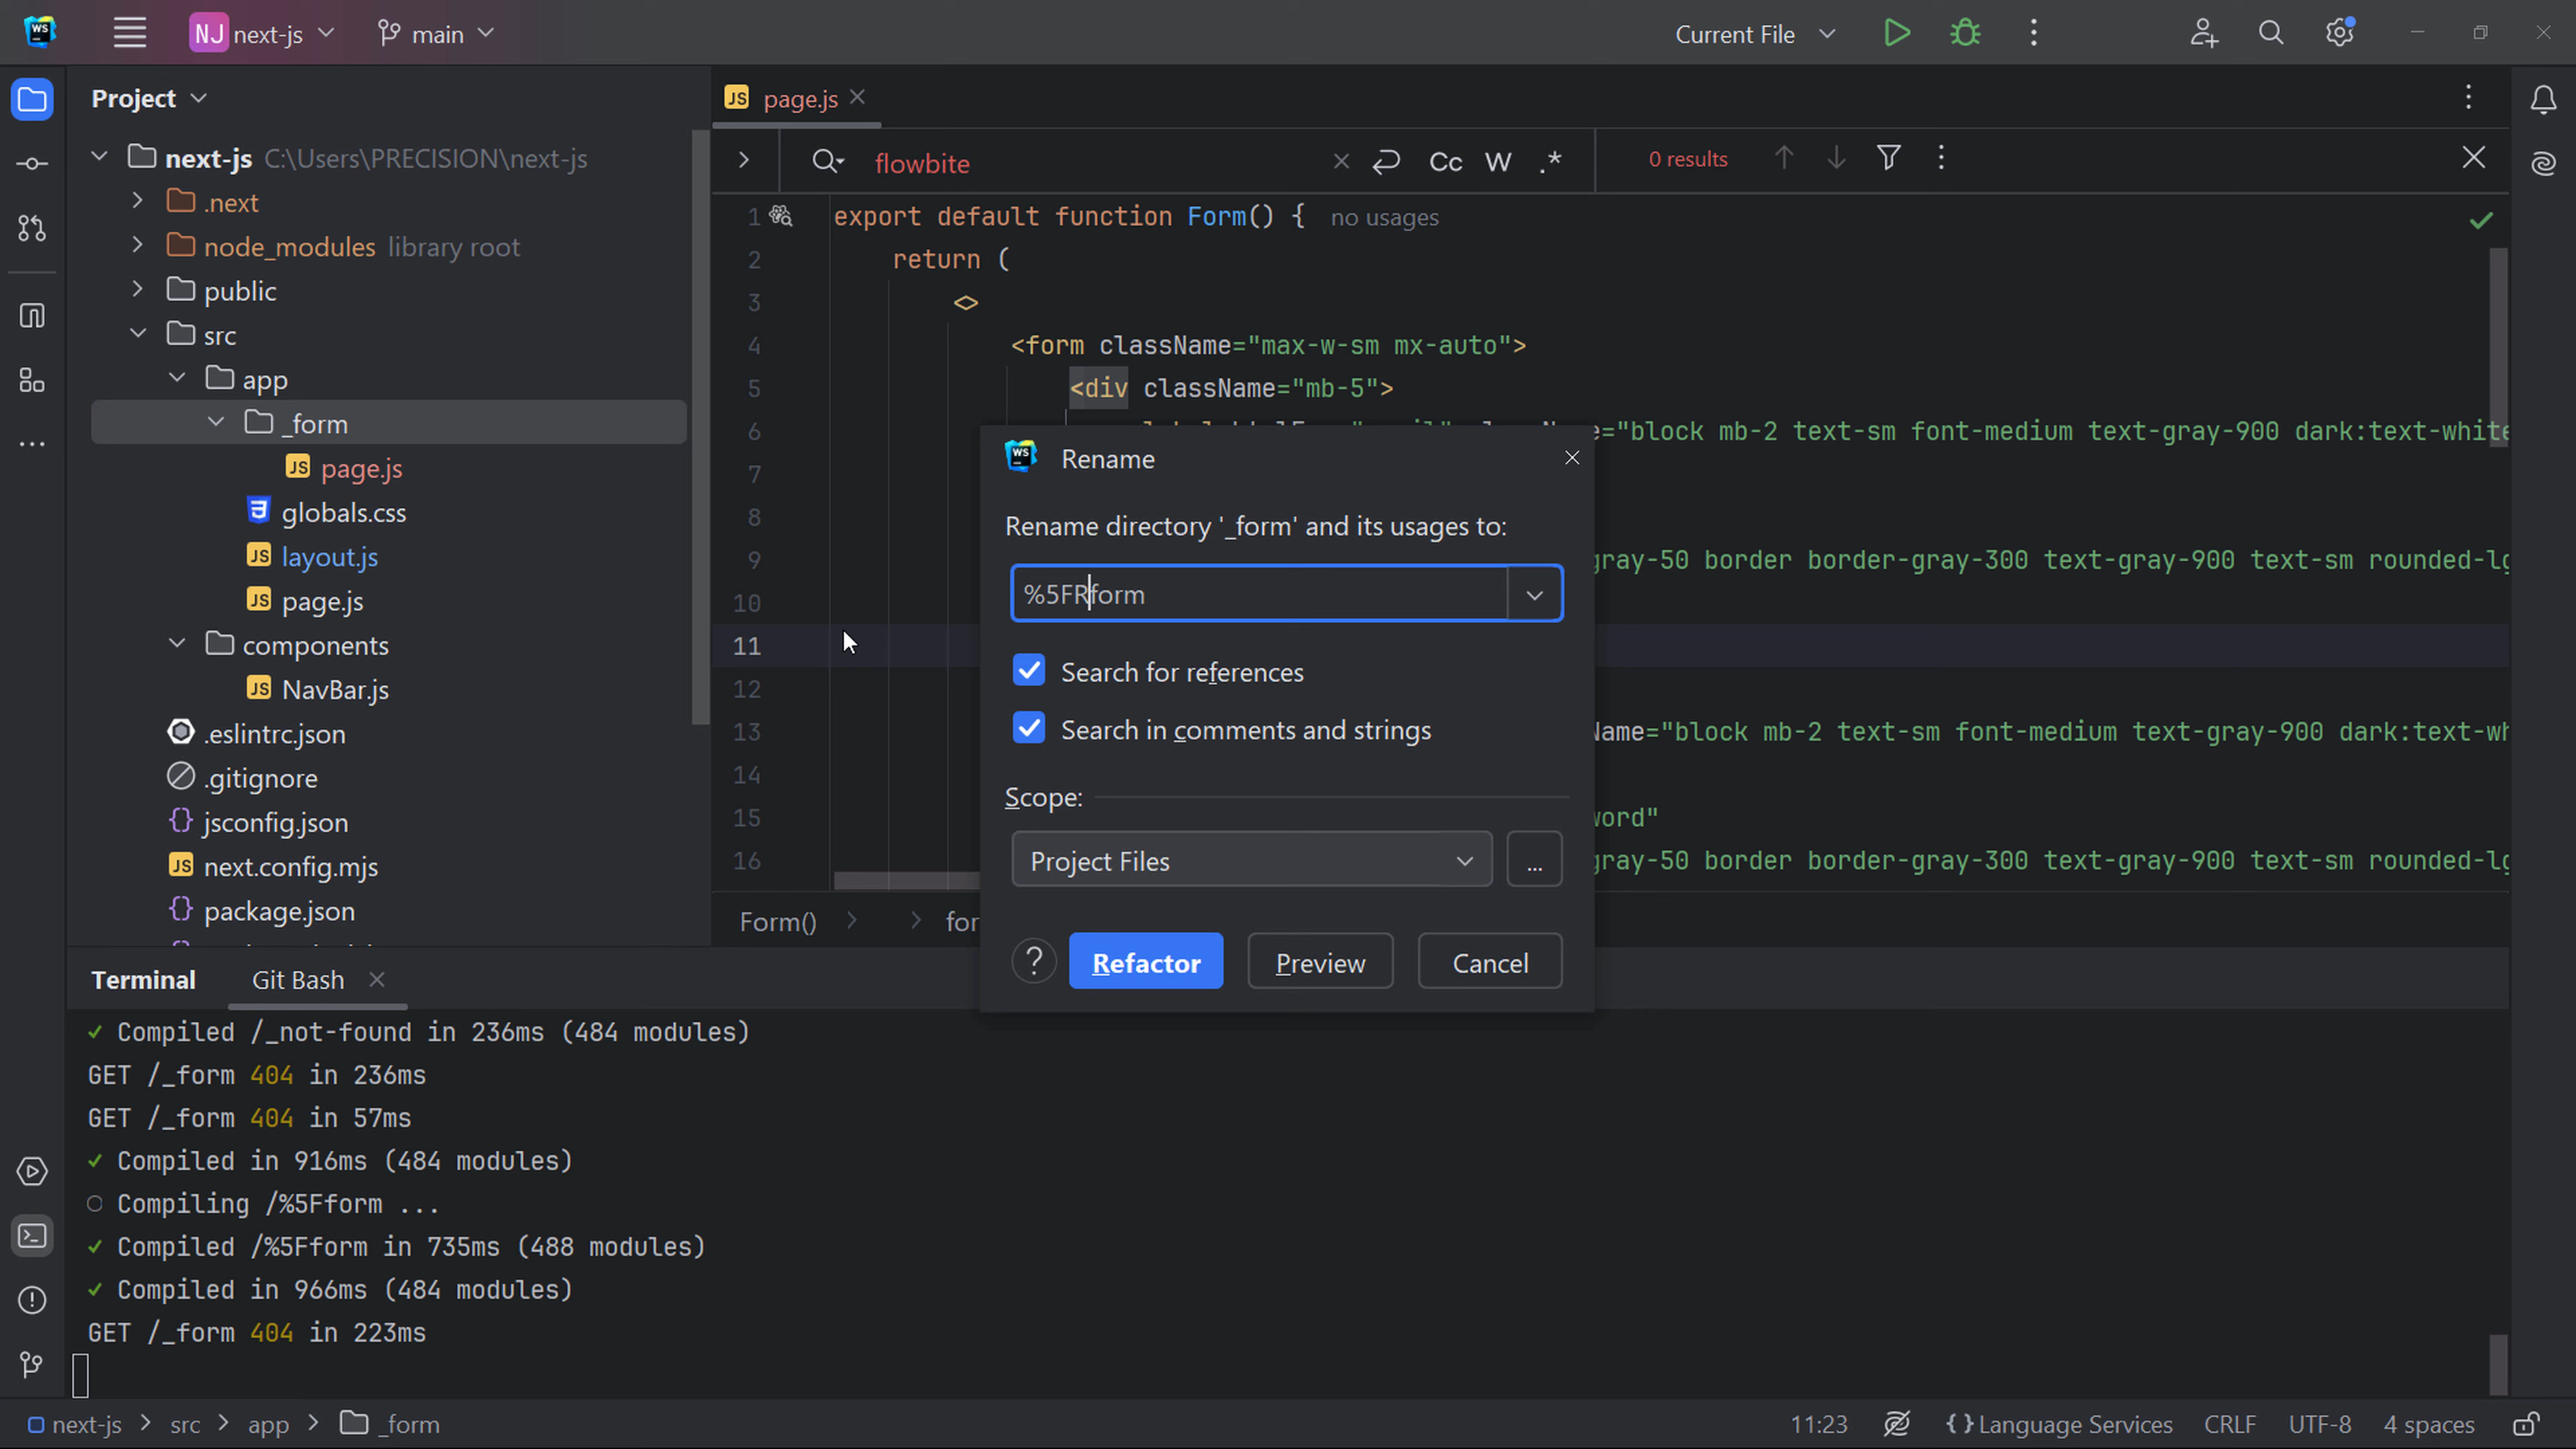 WS NJ next-js main Current File
Project
page.js
next-js C:\Users\PRECISION\next-js
.next
node_modules library root
public
src
app
_form
JS page.js
globals.css
JS layout.js
JS page.js
components
JS NavBar.js
.eslintrc.json
.gitignore
{} jsconfig.json
JS next.config.mjs
{} package.json
JS page.js
flowbite Cc W .* 0 results
1 export default function Form() { no usages
2 return (
3 <>
4 <form className="max-w-sm mx-auto">
5 <div className="mb-5">
6 ="block mb-2 text-sm font-medium text-gray-900 dark:text-white
7
8
9 gray-50 border border-gray-300 text-gray-900 text-sm rounded-lg
10
11
12
13 Name="block mb-2 text-sm font-medium text-gray-900 dark:text-wh
14
15 word"
16 gray-50 border border-gray-300 text-gray-900 text-sm rounded-lg
Form() for
WS Rename
Rename directory '_form' and its usages to:
%5FRform
Search for references
Search in comments and strings
Scope:
Project Files ...
? Refactor Preview Cancel
Terminal Git Bash
✓ Compiled /_not-found in 236ms (484 modules)
GET /_form 404 in 236ms
GET /_form 404 in 57ms
✓ Compiled in 916ms (484 modules)
○ Compiling /%5Fform ...
✓ Compiled /%5Fform in 735ms (488 modules)
✓ Compiled in 966ms (484 modules)
GET /_form 404 in 223ms
next-js > src > app > _form 11:23 {} Language Services CRLF UTF-8 4 spaces